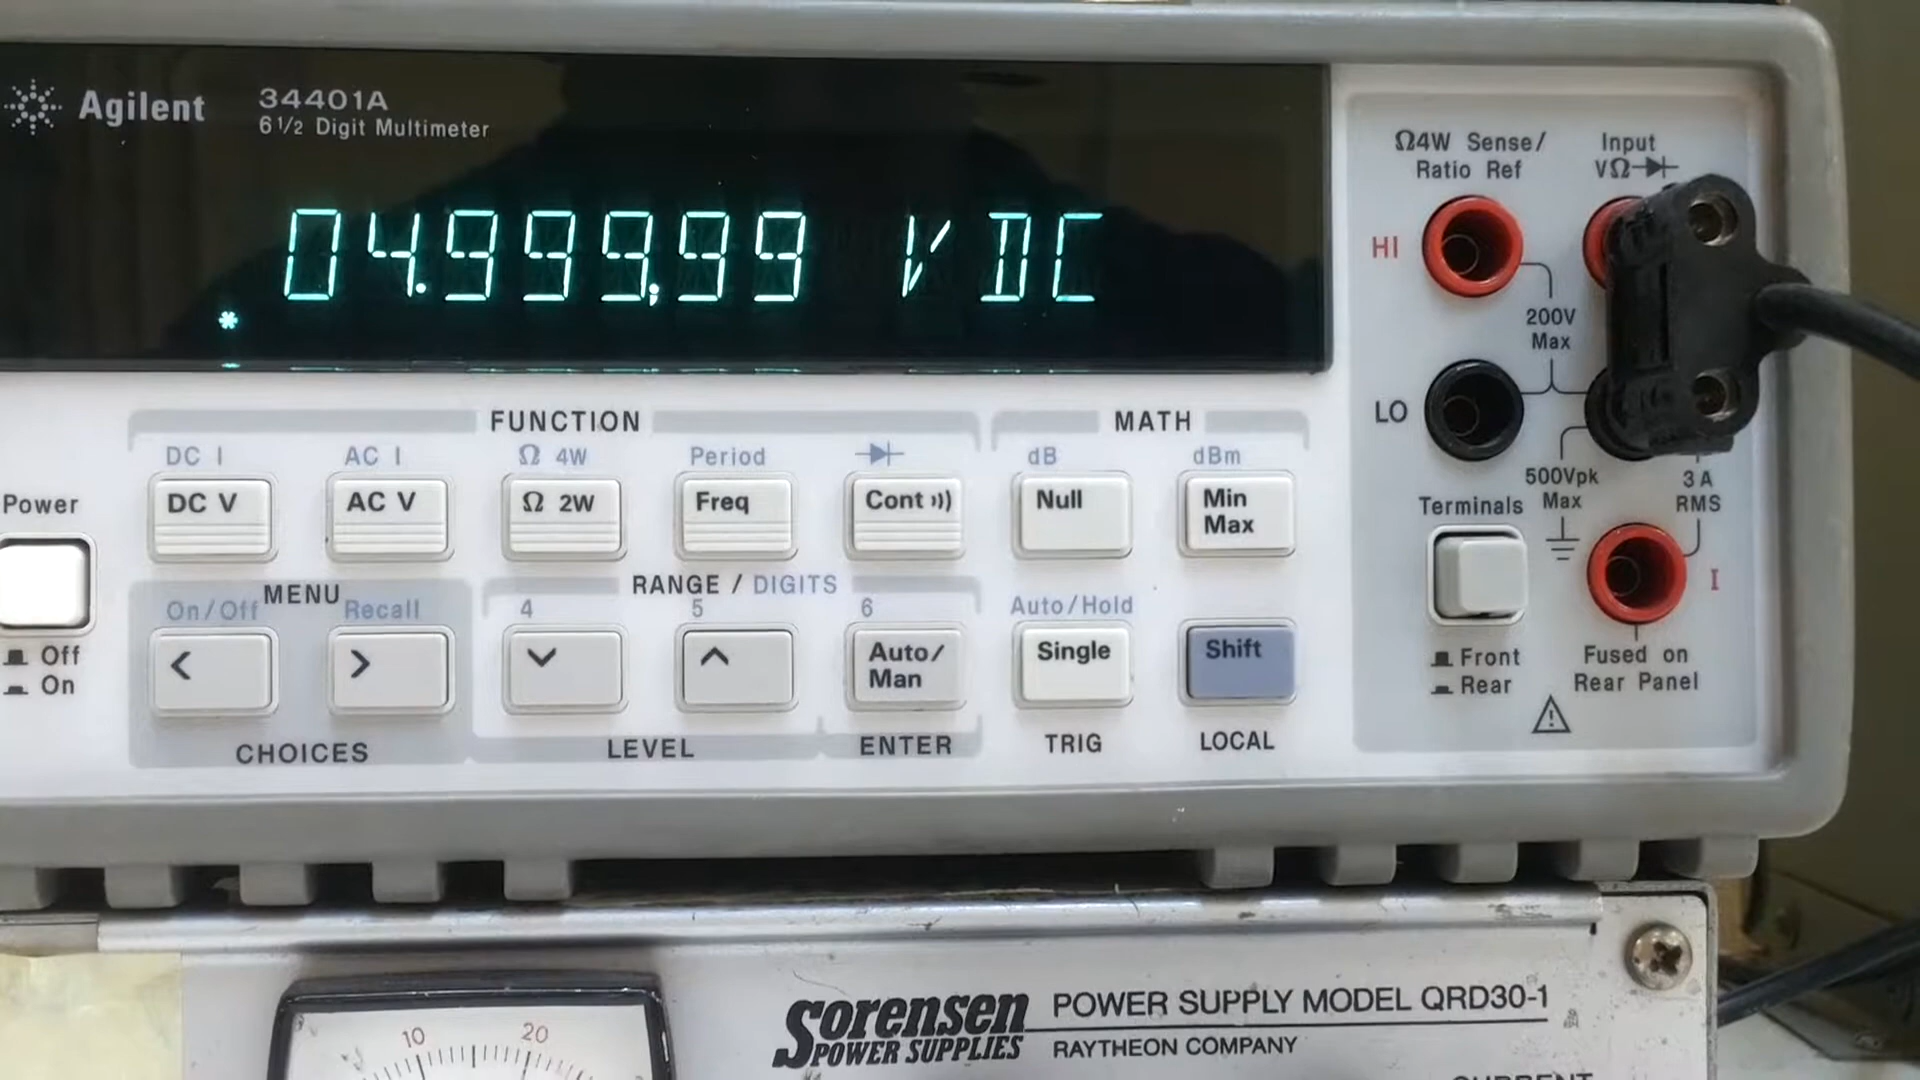 Agilent
34401A
6 1/2 Digit Multimeter
04.999,99 VDC
*
Ω4W Sense/
Ratio Ref
Input
VΩ
HI
200V
Max
LO
500Vpk
Max
3A
RMS
Terminals
I
Front
Rear
Fused on
Rear Panel
FUNCTION
MATH
DC I
AC I
Ω 4W
Period
dB
dBm
Power
DC V
AC V
Ω 2W
Freq
Cont
Null
Min
Max
MENU
RANGE / DIGITS
On/Off
Recall
4
5
6
Auto/Hold
Off
On
<
>
Auto/
Man
Single
Shift
CHOICES
LEVEL
ENTER
TRIG
LOCAL
10
20
Sorensen
POWER SUPPLIES
POWER SUPPLY MODEL QRD30-1
RAYTHEON COMPANY